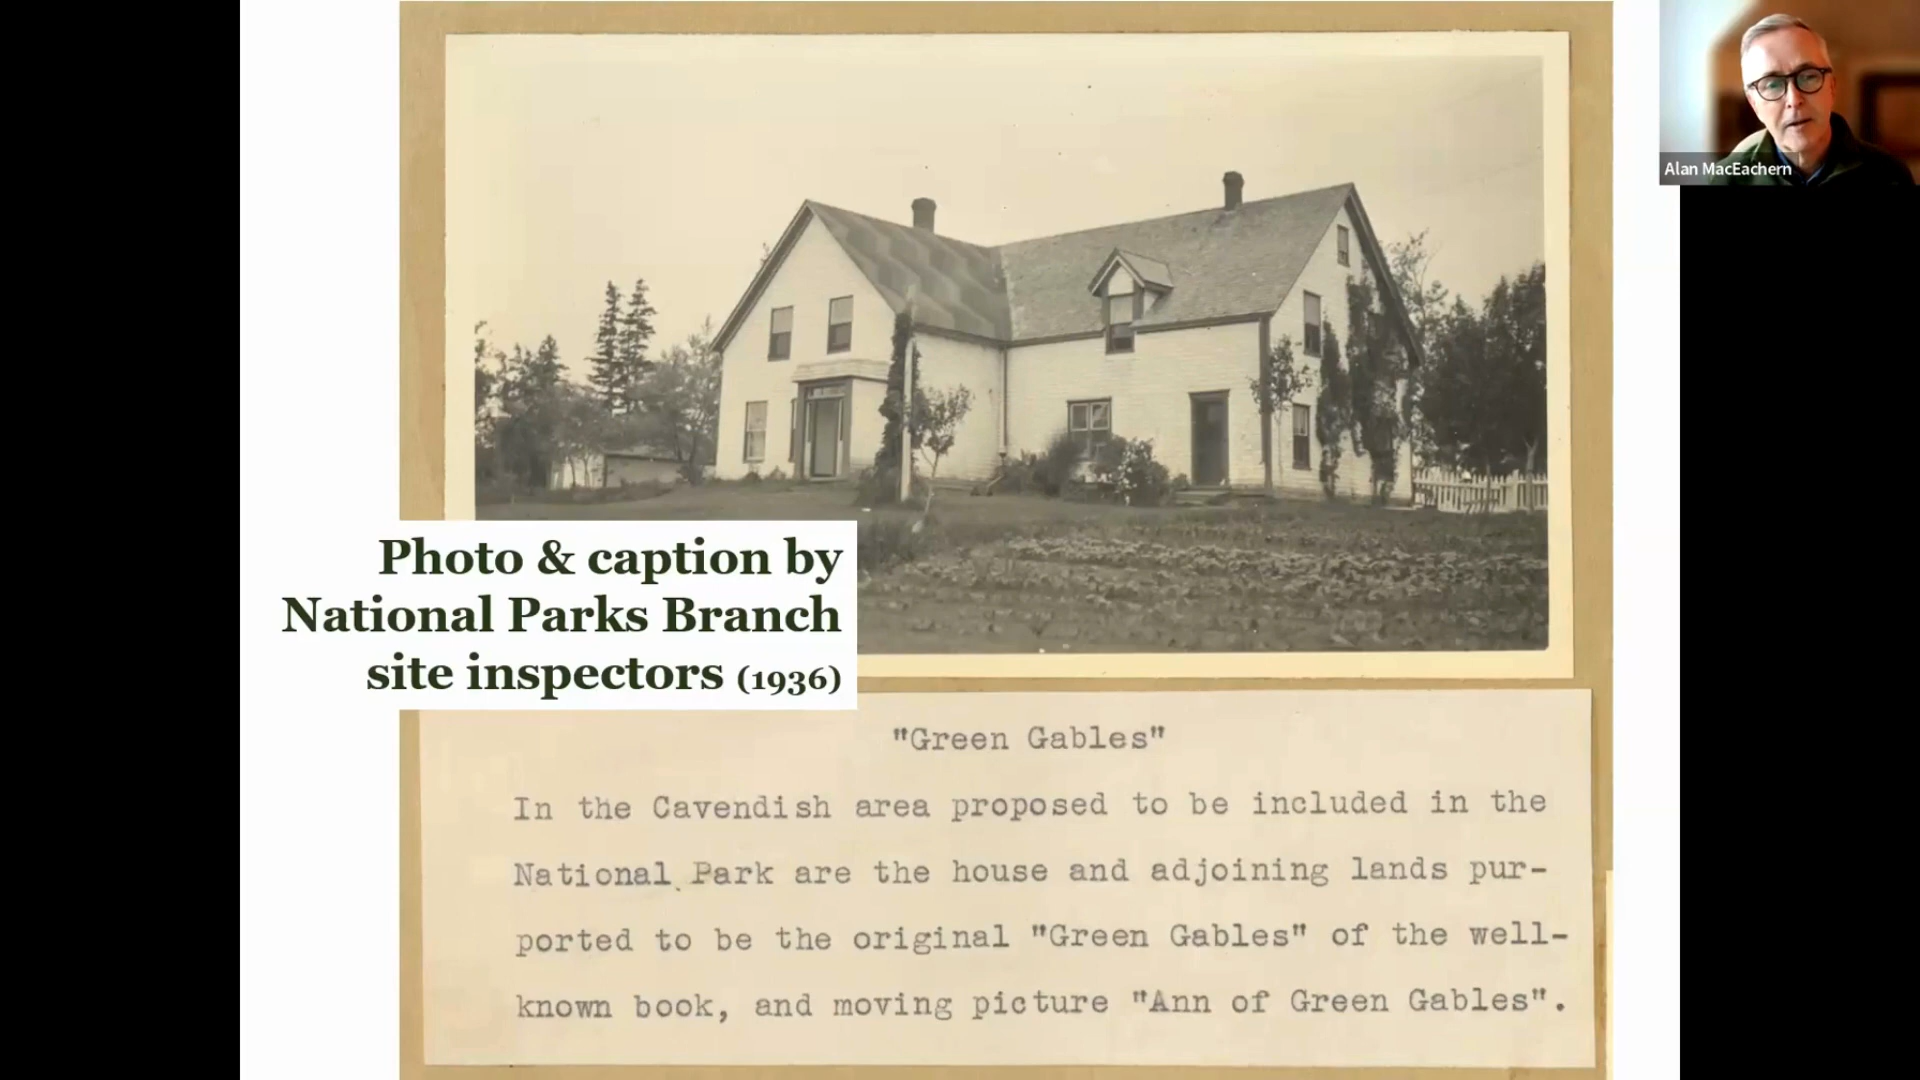 Alan MacEachern
Photo & caption by
National Parks Branch
site inspectors (1936)
"Green Gables"
In the Cavendish area proposed to be included in the
National Park are the house and adjoining lands pur-
ported to be the original "Green Gables" of the well-
known book, and moving picture "Ann of Green Gables".